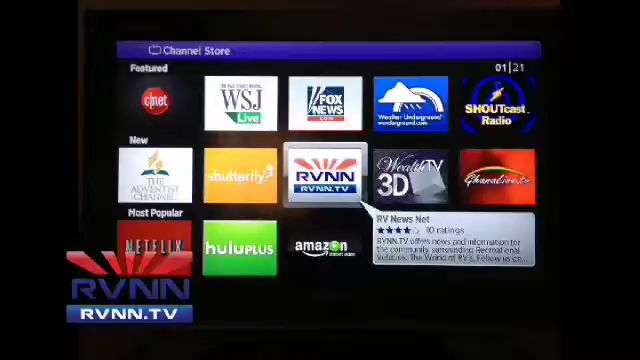 Channel Store
Featured
01|21
c|net
THE WALL STREET JOURNAL
WSJ
Live
FOX
NEWS
.com
Weather Underground
wunderground.com
SHOUTcast
Radio
New
THE
ADVENTIST
CHANNEL
shutterfly
RVNN
RVNN.TV
WealthTV
3D
GhanaLive.tv
Most Popular
NETFLIX
huluPLUS
amazon
instant video
RV News Net
10 ratings
RVNN.TV offers news and information for
the community surrounding Recreational
Vehicles: The World of RV's. Follow us on...
RVNN
RVNN.TV